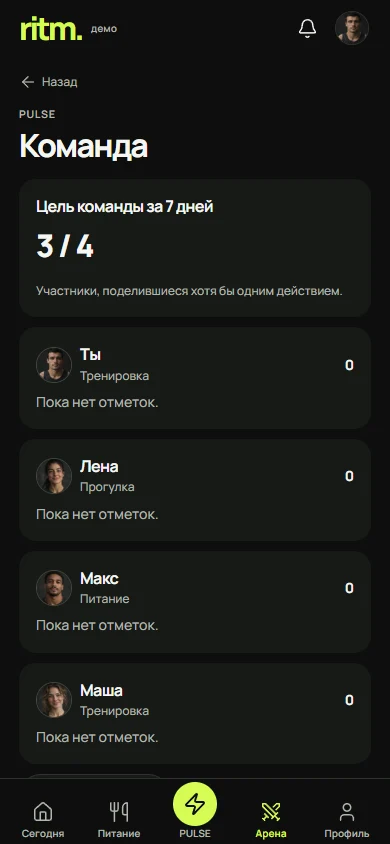 ritm. демо
Назад
PULSE
Команда
Цель команды за 7 дней
3 / 4
Участники, поделившиеся хотя бы одним действием.
Ты
Тренировка
0
Пока нет отметок.
Лена
Прогулка
0
Пока нет отметок.
Макс
Питание
0
Пока нет отметок.
Маша
Тренировка
0
Пока нет отметок.
Сегодня Питание PULSE Арена Профиль